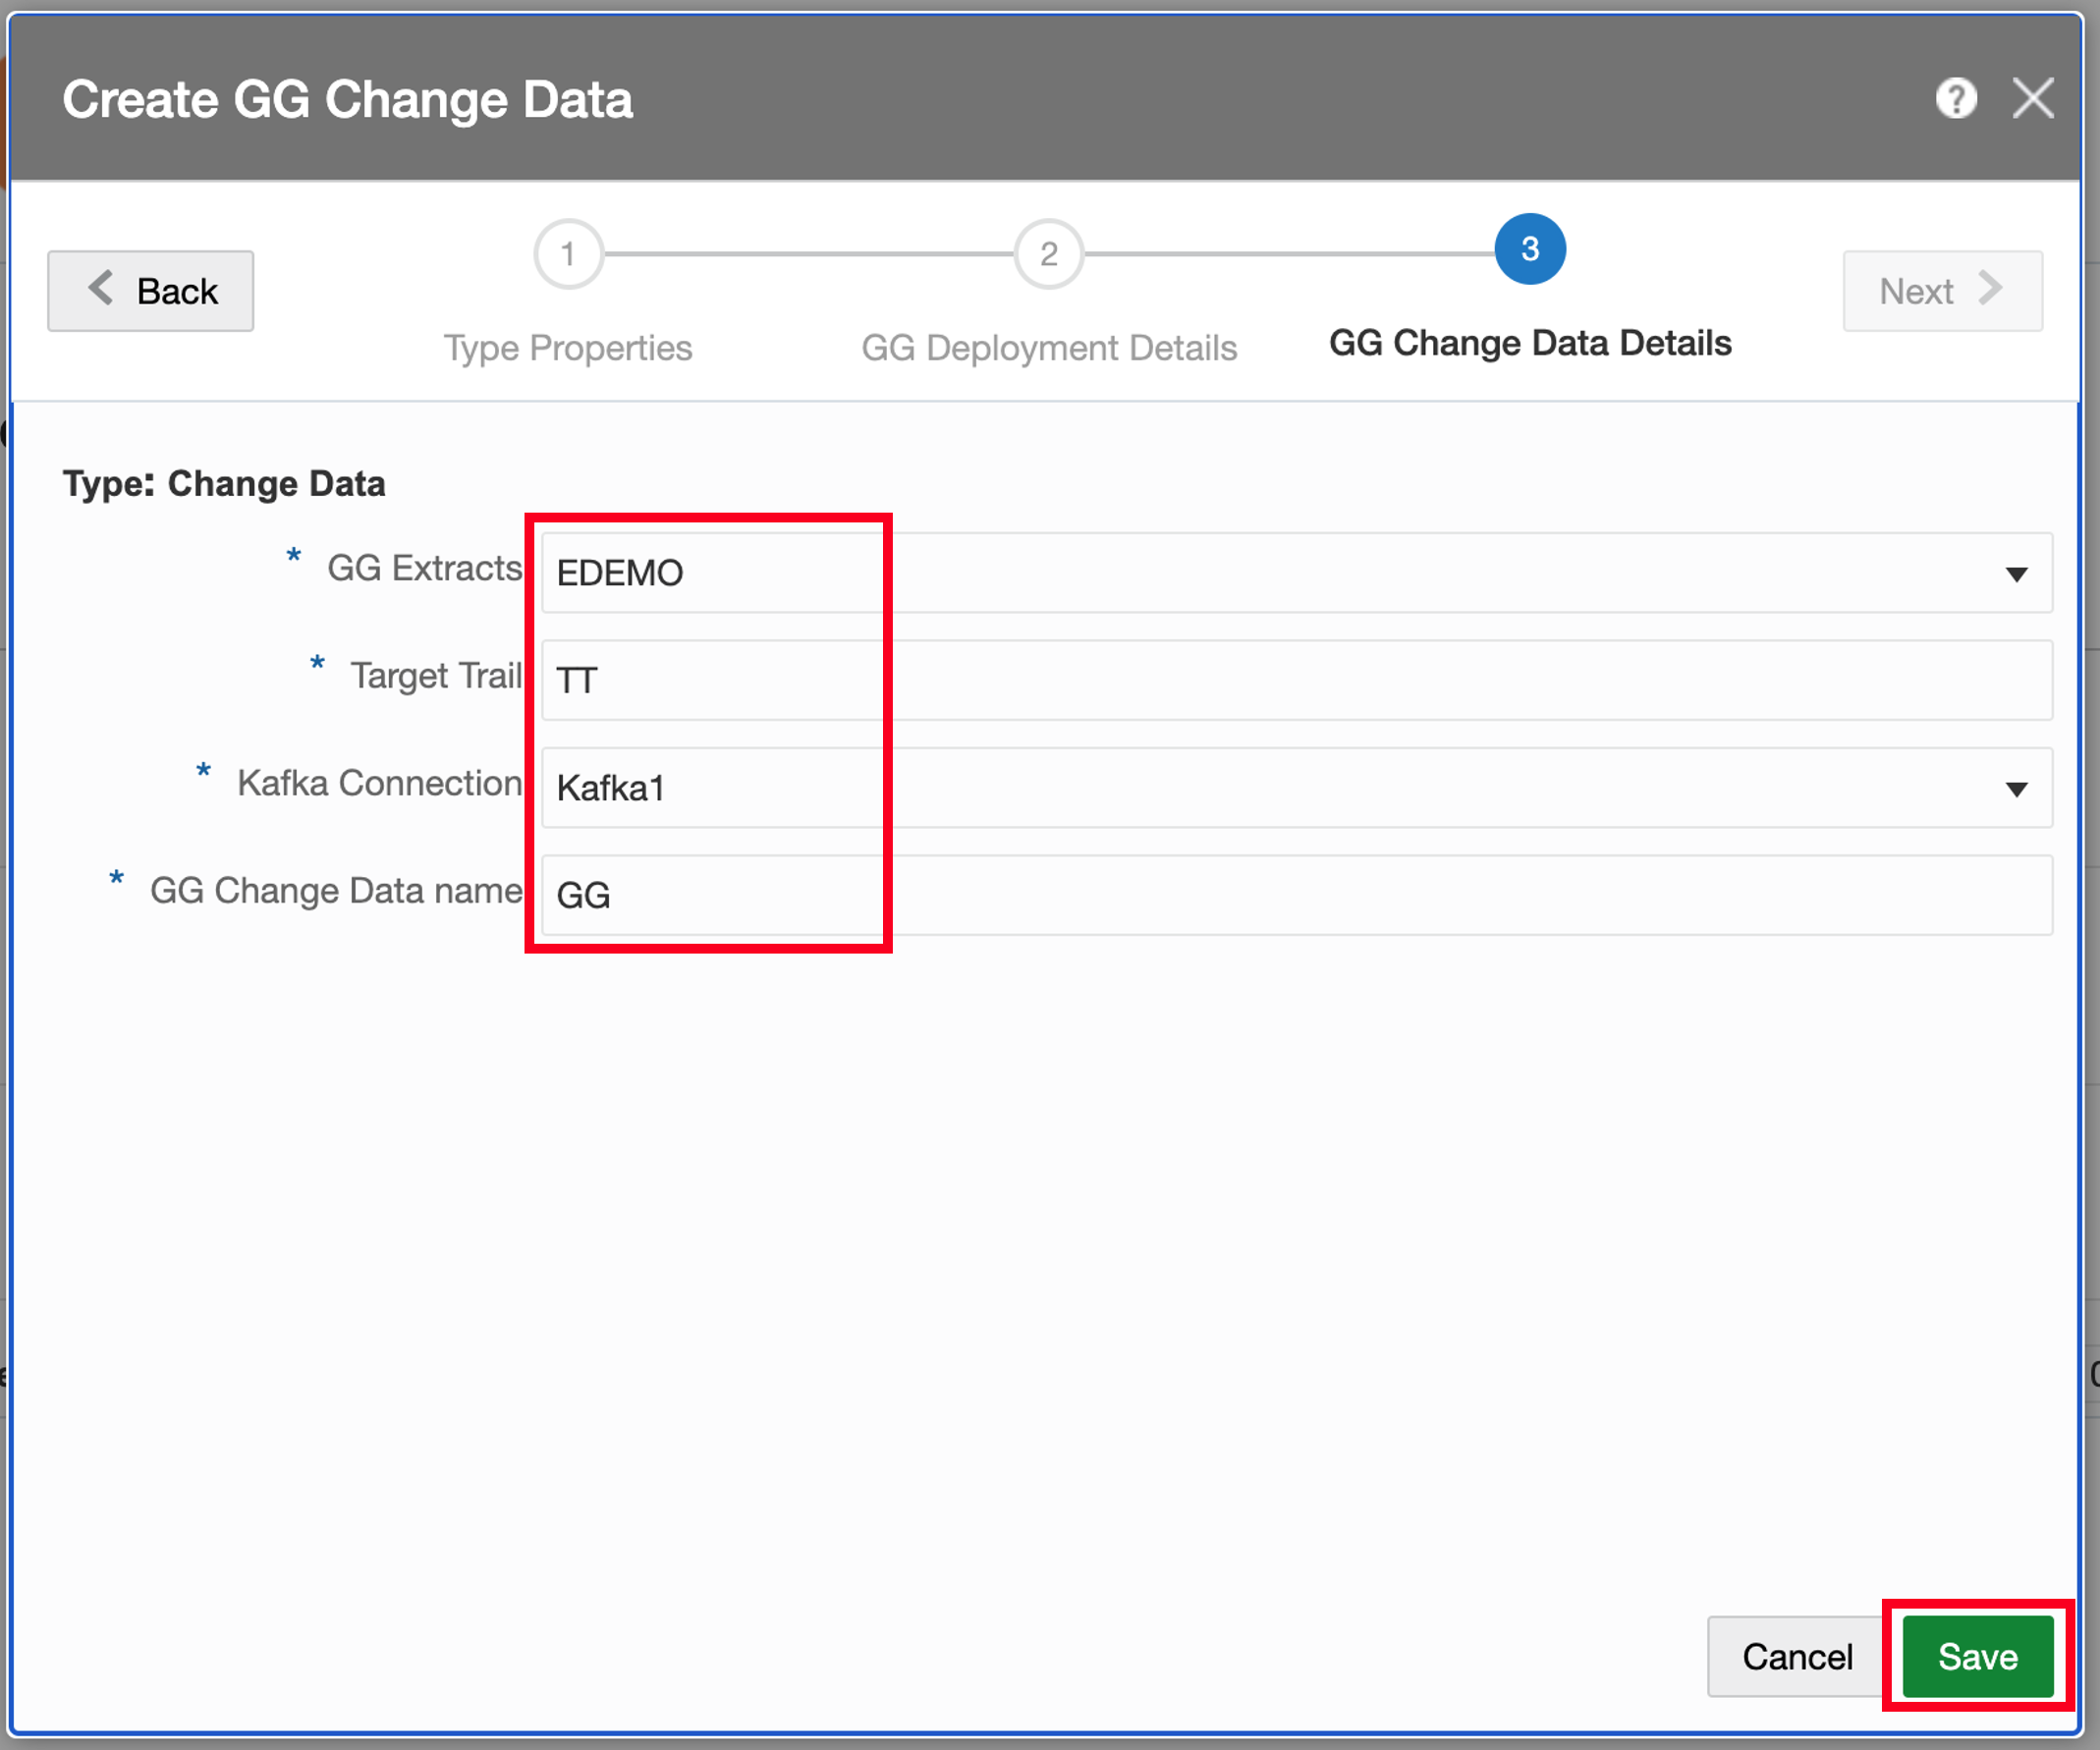 Create GG Change Data
?
Back
1
2
3
Next
Type Properties
GG Deployment Details
GG Change Data Details
Type: Change Data
* GG Extracts EDEMO
* Target Trail TT
* Kafka Connection Kafka1
* GG Change Data name GG
Cancel
Save